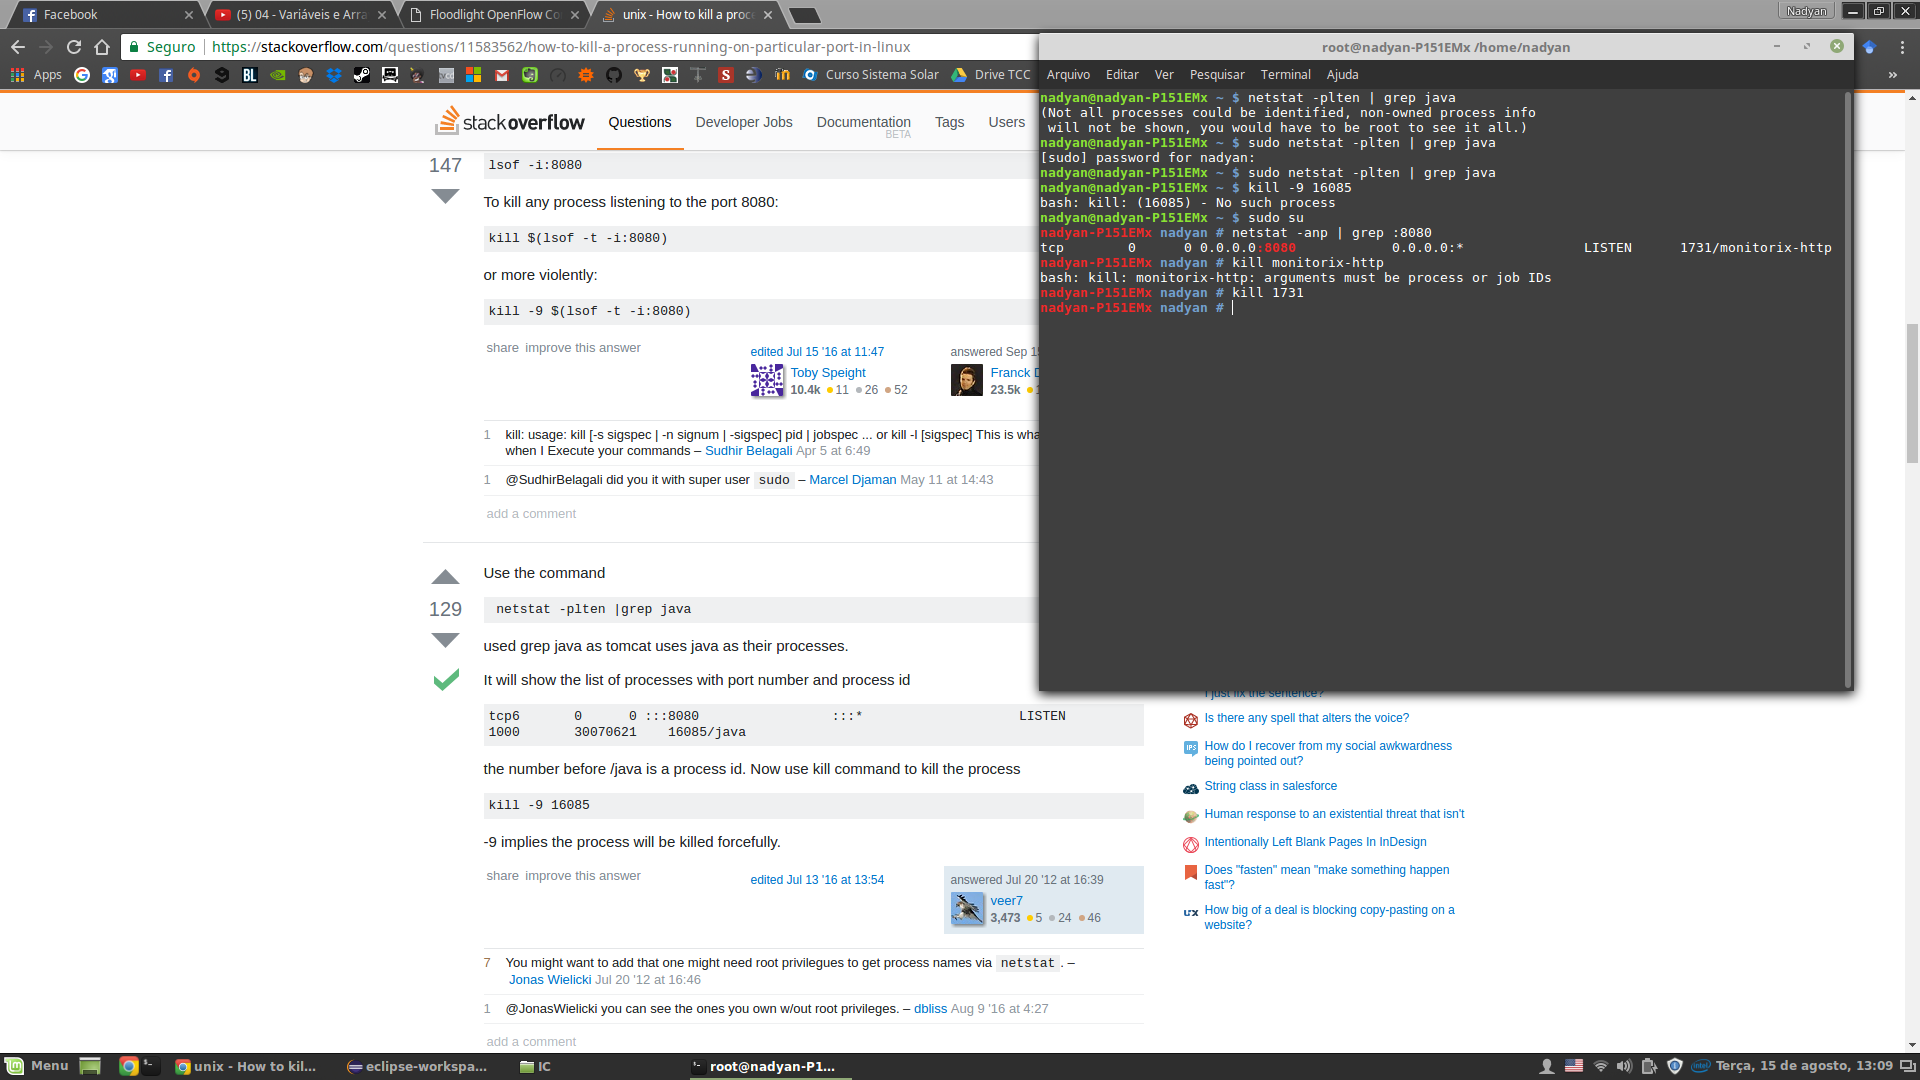 Facebook
(5) 04 - Variáveis e Arra
Floodlight OpenFlow Co
unix - How to kill a proc
Nadyan
Seguro
https://stackoverflow.com/questions/11583562/how-to-kill-a-process-running-on-particular-port-in-linux
Apps
BL
Curso Sistema Solar
Drive TCC
»
stackoverflow
Questions
Developer Jobs
Documentation
BETA
Tags
Users
147
lsof -i:8080
To kill any process listening to the port 8080:
kill $(lsof -t -i:8080)
or more violently:
kill -9 $(lsof -t -i:8080)
share improve this answer
edited Jul 15 '16 at 11:47
Toby Speight
10.4k 11 26 52
answered Sep 15
Franck D
23.5k
1 kill: usage: kill [-s sigspec | -n signum | -sigspec] pid | jobspec ... or kill -l [sigspec] This is wha
when I Execute your commands – Sudhir Belagali Apr 5 at 6:49
1 @SudhirBelagali did you it with super user sudo – Marcel Djaman May 11 at 14:43
add a comment
129
Use the command
netstat -plten |grep java
used grep java as tomcat uses java as their processes.
It will show the list of processes with port number and process id
tcp6 0 0 :::8080 :::* LISTEN
1000 30070621 16085/java
the number before /java is a process id. Now use kill command to kill the process
kill -9 16085
-9 implies the process will be killed forcefully.
share improve this answer
edited Jul 13 '16 at 13:54
answered Jul 20 '12 at 16:39
veer7
3,473 5 24 46
7 You might want to add that one might need root privilegues to get process names via netstat. –
Jonas Wielicki Jul 20 '12 at 16:46
1 @JonasWielicki you can see the ones you own w/out root privileges. – dbliss Aug 9 '16 at 4:27
add a comment
root@nadyan-P151EMx /home/nadyan
Arquivo Editar Ver Pesquisar Terminal Ajuda
nadyan@nadyan-P151EMx ~ $ netstat -plten | grep java
(Not all processes could be identified, non-owned process info
will not be shown, you would have to be root to see it all.)
nadyan@nadyan-P151EMx ~ $ sudo netstat -plten | grep java
[sudo] password for nadyan:
nadyan@nadyan-P151EMx ~ $ sudo netstat -plten | grep java
nadyan@nadyan-P151EMx ~ $ kill -9 16085
bash: kill: (16085) - No such process
nadyan@nadyan-P151EMx ~ $ sudo su
nadyan-P151EMx nadyan # netstat -anp | grep :8080
tcp 0 0 0.0.0.0:8080 0.0.0.0:* LISTEN 1731/monitorix-http
nadyan-P151EMx nadyan # kill monitorix-http
bash: kill: monitorix-http: arguments must be process or job IDs
nadyan-P151EMx nadyan # kill 1731
nadyan-P151EMx nadyan #
I just fix the sentence?
Is there any spell that alters the voice?
How do I recover from my social awkwardness
being pointed out?
String class in salesforce
Human response to an existential threat that isn't
Intentionally Left Blank Pages In InDesign
Does "fasten" mean "make something happen
fast"?
How big of a deal is blocking copy-pasting on a
website?
Menu
unix - How to kil...
eclipse-workspa...
IC
root@nadyan-P1...
Terça, 15 de agosto, 13:09